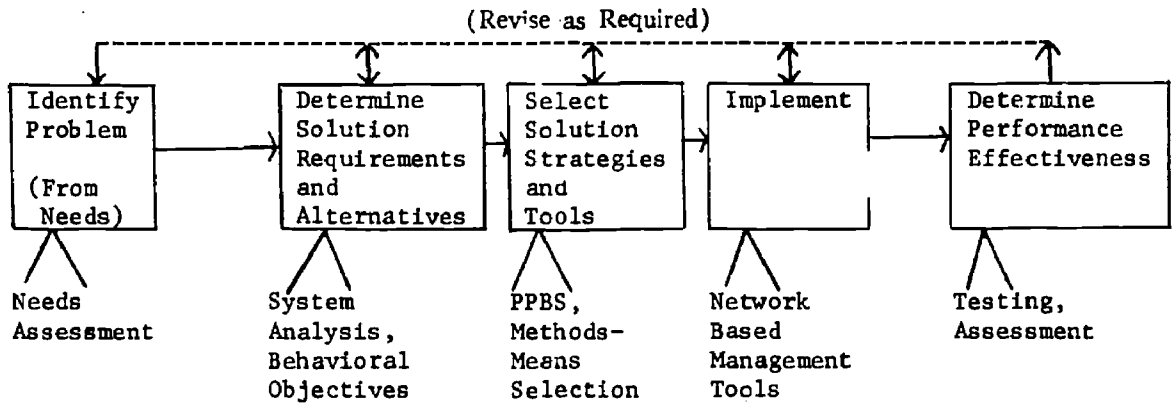 (Revise as Required)
Identify
Problem
(From
Needs)
Determine
Solution
Requirements
and
Alternatives
Select
Solution
Strategies
and
Tools
Implement
Determine
Performance
Effectiveness
Needs
Assessment
System
Analysis,
Behavioral
Objectives
PPBS,
Methods-
Means
Selection
Network
Based
Management
Tools
Testing,
Assessment